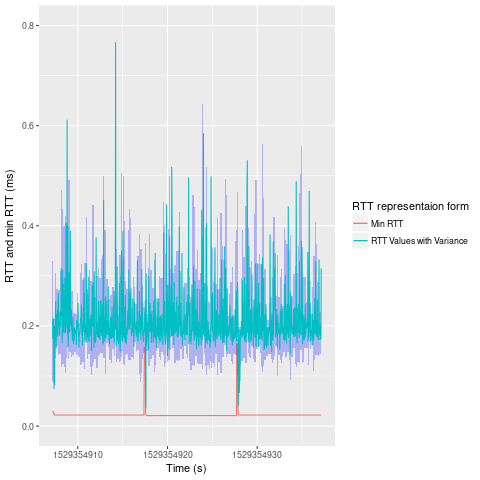 0.8
0.6
0.4
0.2
0.0
RTT and min RTT (ms)
1529354910 1529354920 1529354930
Time (s)
RTT representaion form
Min RTT
RTT Values with Variance